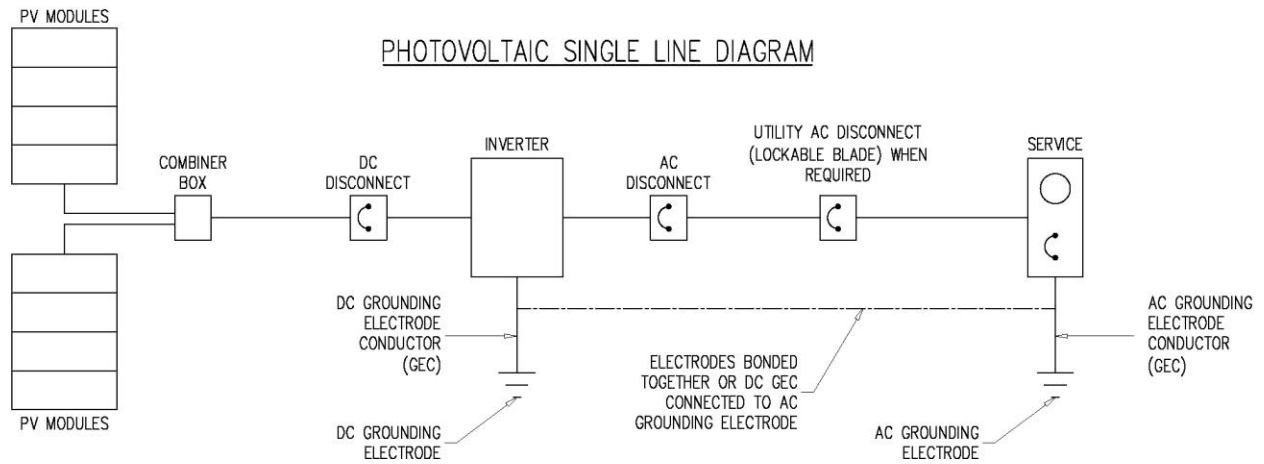 PV MODULES
PHOTOVOLTAIC SINGLE LINE DIAGRAM
COMBINER
BOX
DC
DISCONNECT
INVERTER
AC
DISCONNECT
UTILITY AC DISCONNECT
(LOCKABLE BLADE) WHEN
REQUIRED
SERVICE
DC GROUNDING
ELECTRODE
CONDUCTOR
(GEC)
ELECTRODES BONDED
TOGETHER OR DC GEC
CONNECTED TO AC
GROUNDING ELECTRODE
AC GROUNDING
ELECTRODE
CONDUCTOR
(GEC)
PV MODULES
DC GROUNDING
ELECTRODE
AC GROUNDING
ELECTRODE